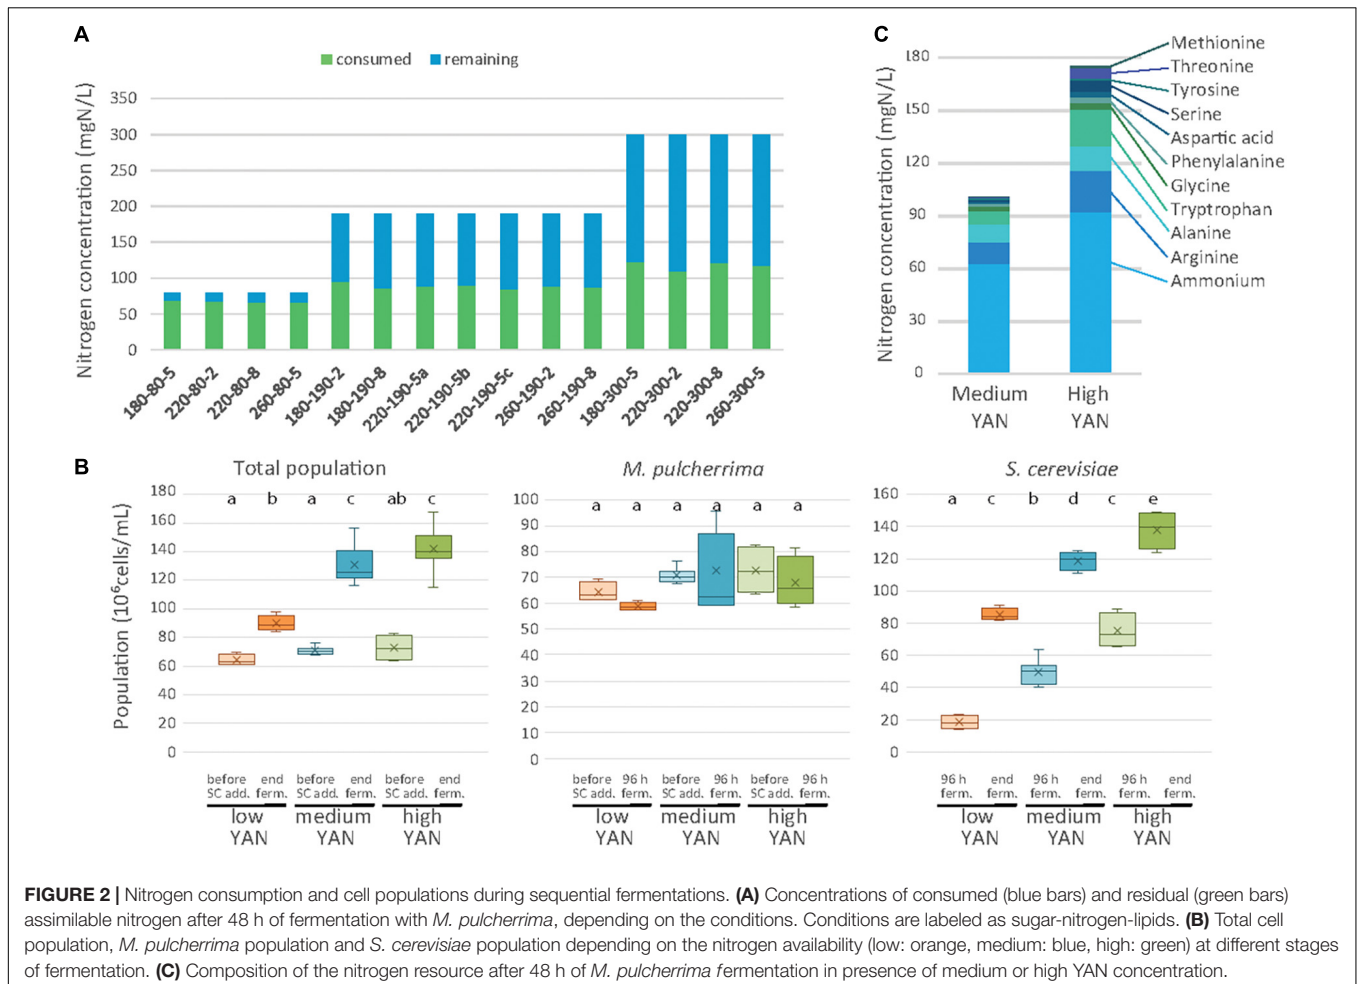 A
consumed remaining
Nitrogen concentration (mgN/L)
350
300
250
200
150
100
50
0
180-80-5
220-80-2
220-80-8
260-80-5
180-190-2
180-190-8
220-190-5a
220-190-5b
220-190-5c
260-190-2
260-190-8
180-300-5
220-300-2
220-300-8
260-300-5
C
Nitrogen concentration (mgN/L)
180
150
120
90
60
30
0
Methionine
Threonine
Tyrosine
Serine
Aspartic acid
Phenylalanine
Glycine
Tryptrophan
Alanine
Arginine
Ammonium
Medium
YAN
High
YAN
B
Total population
Population (10⁶cells/mL)
180
160
140
120
100
80
60
40
20
0
a b a c ab c
before SC add.
end ferm.
before SC add.
end ferm.
before SC add.
end ferm.
low YAN
medium YAN
high YAN
M. pulcherrima
100
90
80
70
60
50
40
30
20
10
0
a a a a a a
before SC add.
96 h ferm.
before SC add.
96 h ferm.
before SC add.
96 h ferm.
low YAN
medium YAN
high YAN
S. cerevisiae
160
140
120
100
80
60
40
20
0
a c b d c e
96 h ferm.
end ferm.
96 h ferm.
end ferm.
96 h ferm.
end ferm.
low YAN
medium YAN
high YAN
FIGURE 2 | Nitrogen consumption and cell populations during sequential fermentations. (A) Concentrations of consumed (blue bars) and residual (green bars)
assimilable nitrogen after 48 h of fermentation with M. pulcherrima, depending on the conditions. Conditions are labeled as sugar-nitrogen-lipids. (B) Total cell
population, M. pulcherrima population and S. cerevisiae population depending on the nitrogen availability (low: orange, medium: blue, high: green) at different stages
of fermentation. (C) Composition of the nitrogen resource after 48 h of M. pulcherrima fermentation in presence of medium or high YAN concentration.